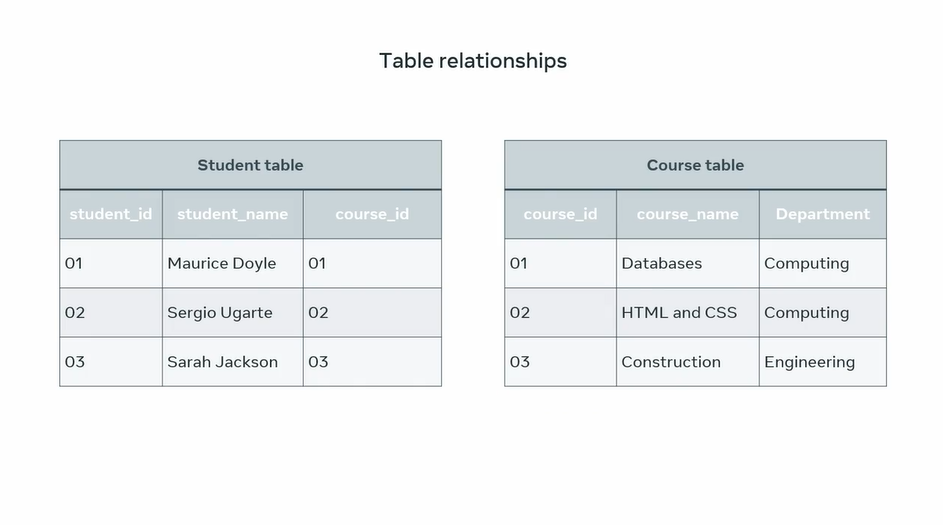 Table relationships
Student table
student_id student_name course_id
01 Maurice Doyle 01
02 Sergio Ugarte 02
03 Sarah Jackson 03
Course table
course_id course_name Department
01 Databases Computing
02 HTML and CSS Computing
03 Construction Engineering